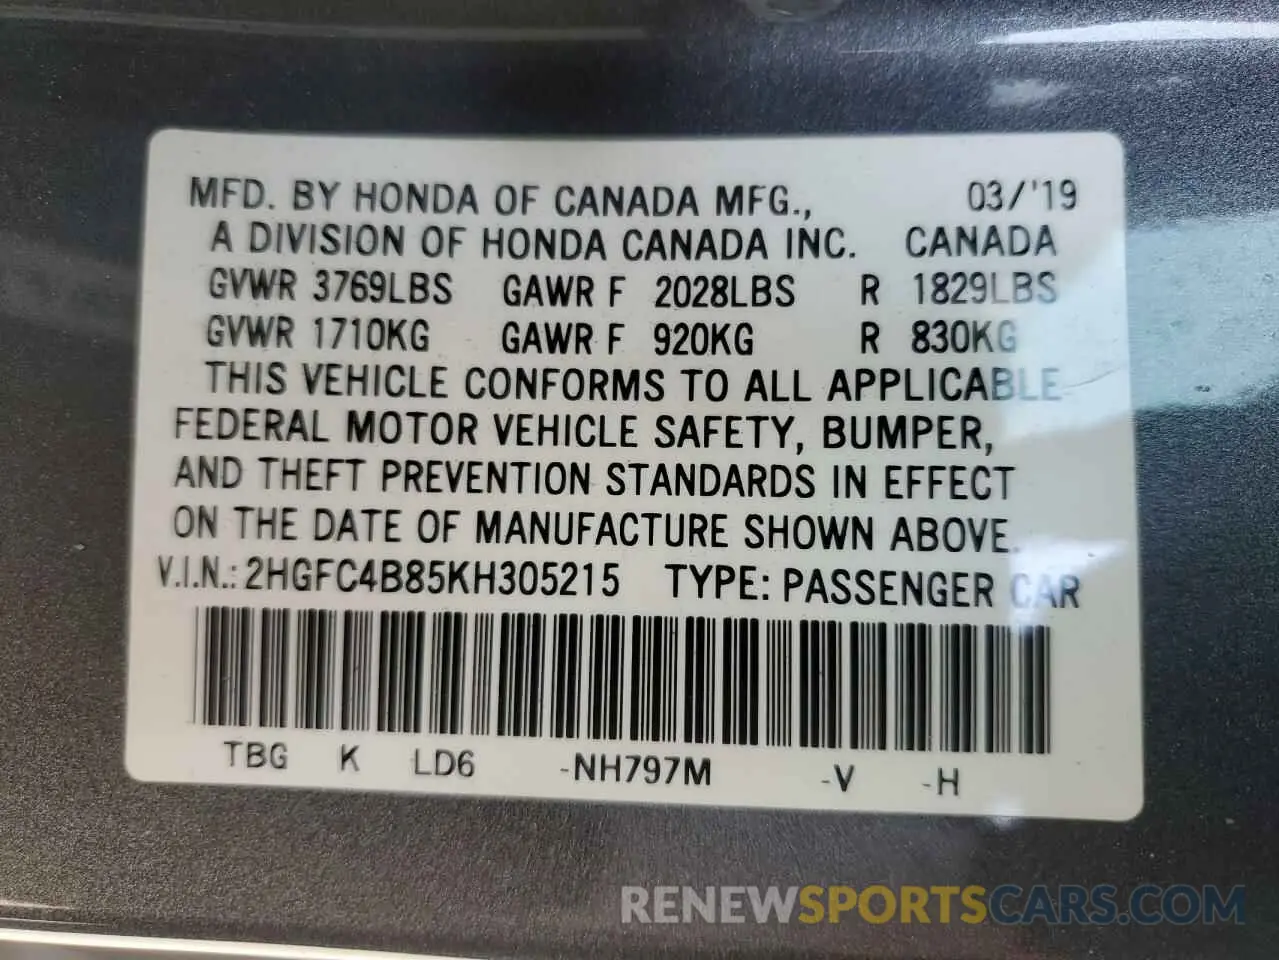 MFD. BY HONDA OF CANADA MFG., 03/'19
A DIVISION OF HONDA CANADA INC. CANADA
GVWR 3769LBS GAWR F 2028LBS R 1829LBS
GVWR 1710KG GAWR F 920KG R 830KG
THIS VEHICLE CONFORMS TO ALL APPLICABLE
FEDERAL MOTOR VEHICLE SAFETY, BUMPER,
AND THEFT PREVENTION STANDARDS IN EFFECT
ON THE DATE OF MANUFACTURE SHOWN ABOVE.
V.I.N.: 2HGFC4B85KH305215 TYPE: PASSENGER CAR
TBG K LD6 -NH797M -V -H
RENEWSPORTSCARS.COM